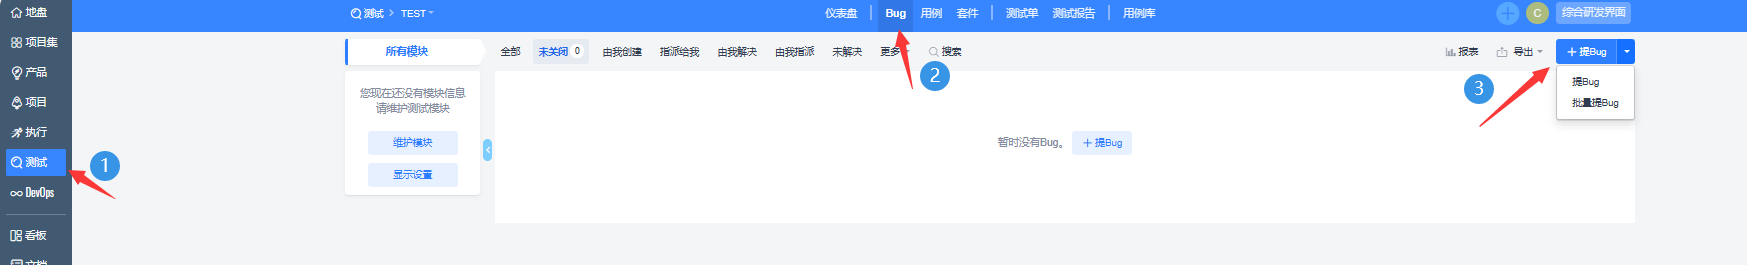 地盘
项目集
产品
项目
执行
测试
DevOps
看板
文档
1
测试 > TEST
仪表盘 Bug 用例 套件 测试单 测试报告 用例库
C 综合研发界面
所有模块
全部 未关闭 0 由我创建 指派给我 由我解决 由我指派 未解决 更多 搜索
2
报表 导出 + 提Bug
3
提Bug
批量提Bug
您现在还没有模块信息
请维护测试模块
维护模块
显示设置
暂时没有Bug。 + 提Bug